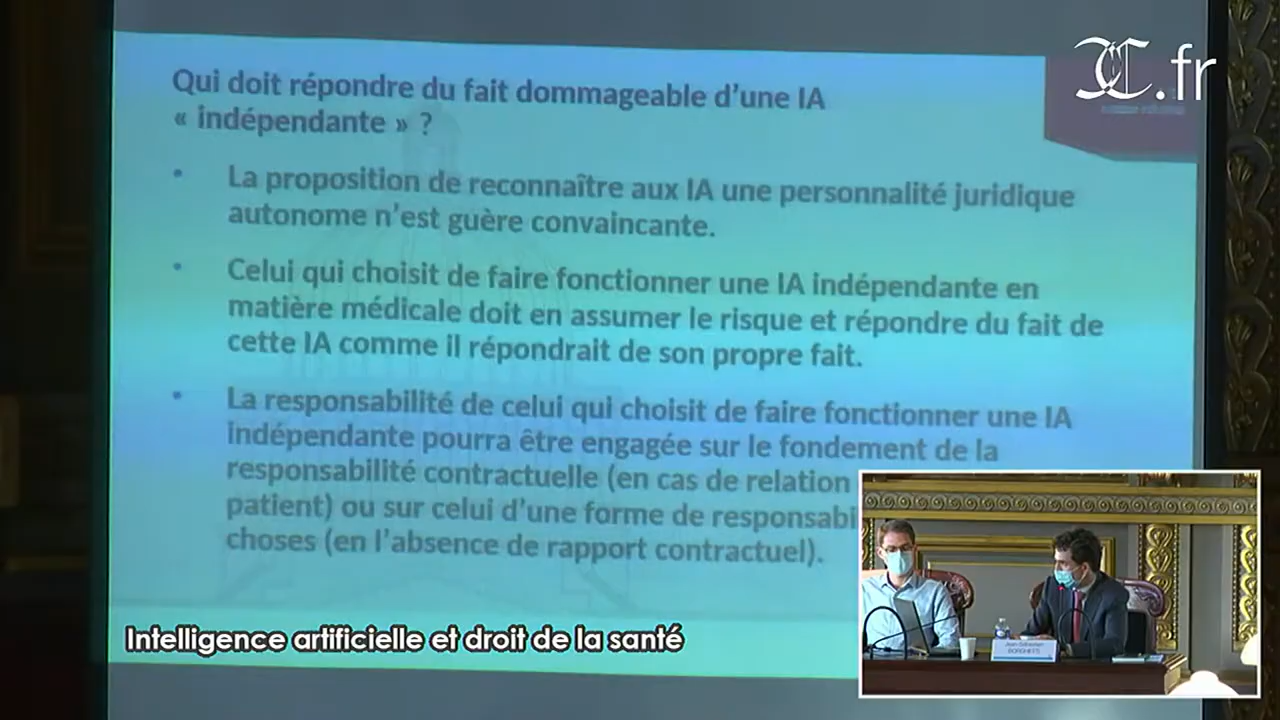 Qui doit répondre du fait dommageable d'une IA
« indépendante » ?
• La proposition de reconnaître aux IA une personnalité juridique
autonome n'est guère convaincante.
• Celui qui choisit de faire fonctionner une IA indépendante en
matière médicale doit en assumer le risque et répondre du fait de
cette IA comme il répondrait de son propre fait.
• La responsabilité de celui qui choisit de faire fonctionner une IA
indépendante pourra être engagée sur le fondement de la
responsabilité contractuelle (en cas de relation
patient) ou sur celui d'une forme de responsabi
choses (en l'absence de rapport contractuel).
Intelligence artificielle et droit de la santé
.fr
BORGHETTI